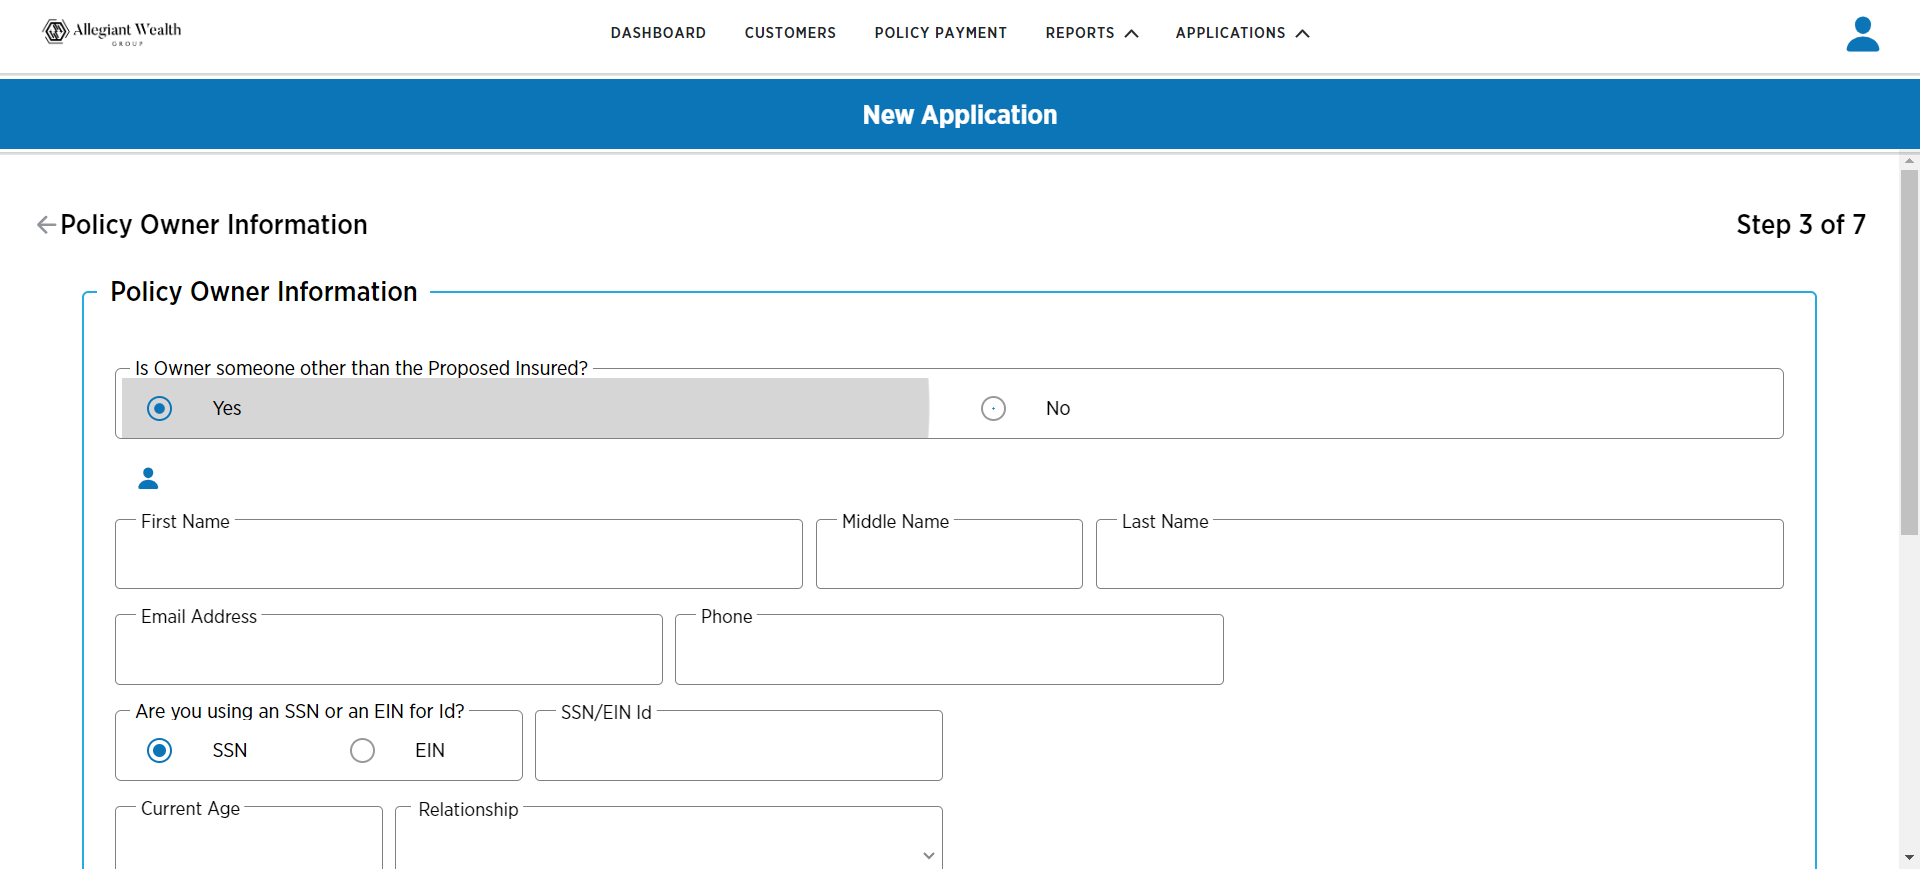 Allegiant Wealth
GROUP
DASHBOARD CUSTOMERS POLICY PAYMENT REPORTS APPLICATIONS
New Application
Policy Owner Information Step 3 of 7
Policy Owner Information
Is Owner someone other than the Proposed Insured?
Yes No
First Name Middle Name Last Name
Email Address Phone
Are you using an SSN or an EIN for Id? SSN/EIN Id
SSN EIN
Current Age Relationship